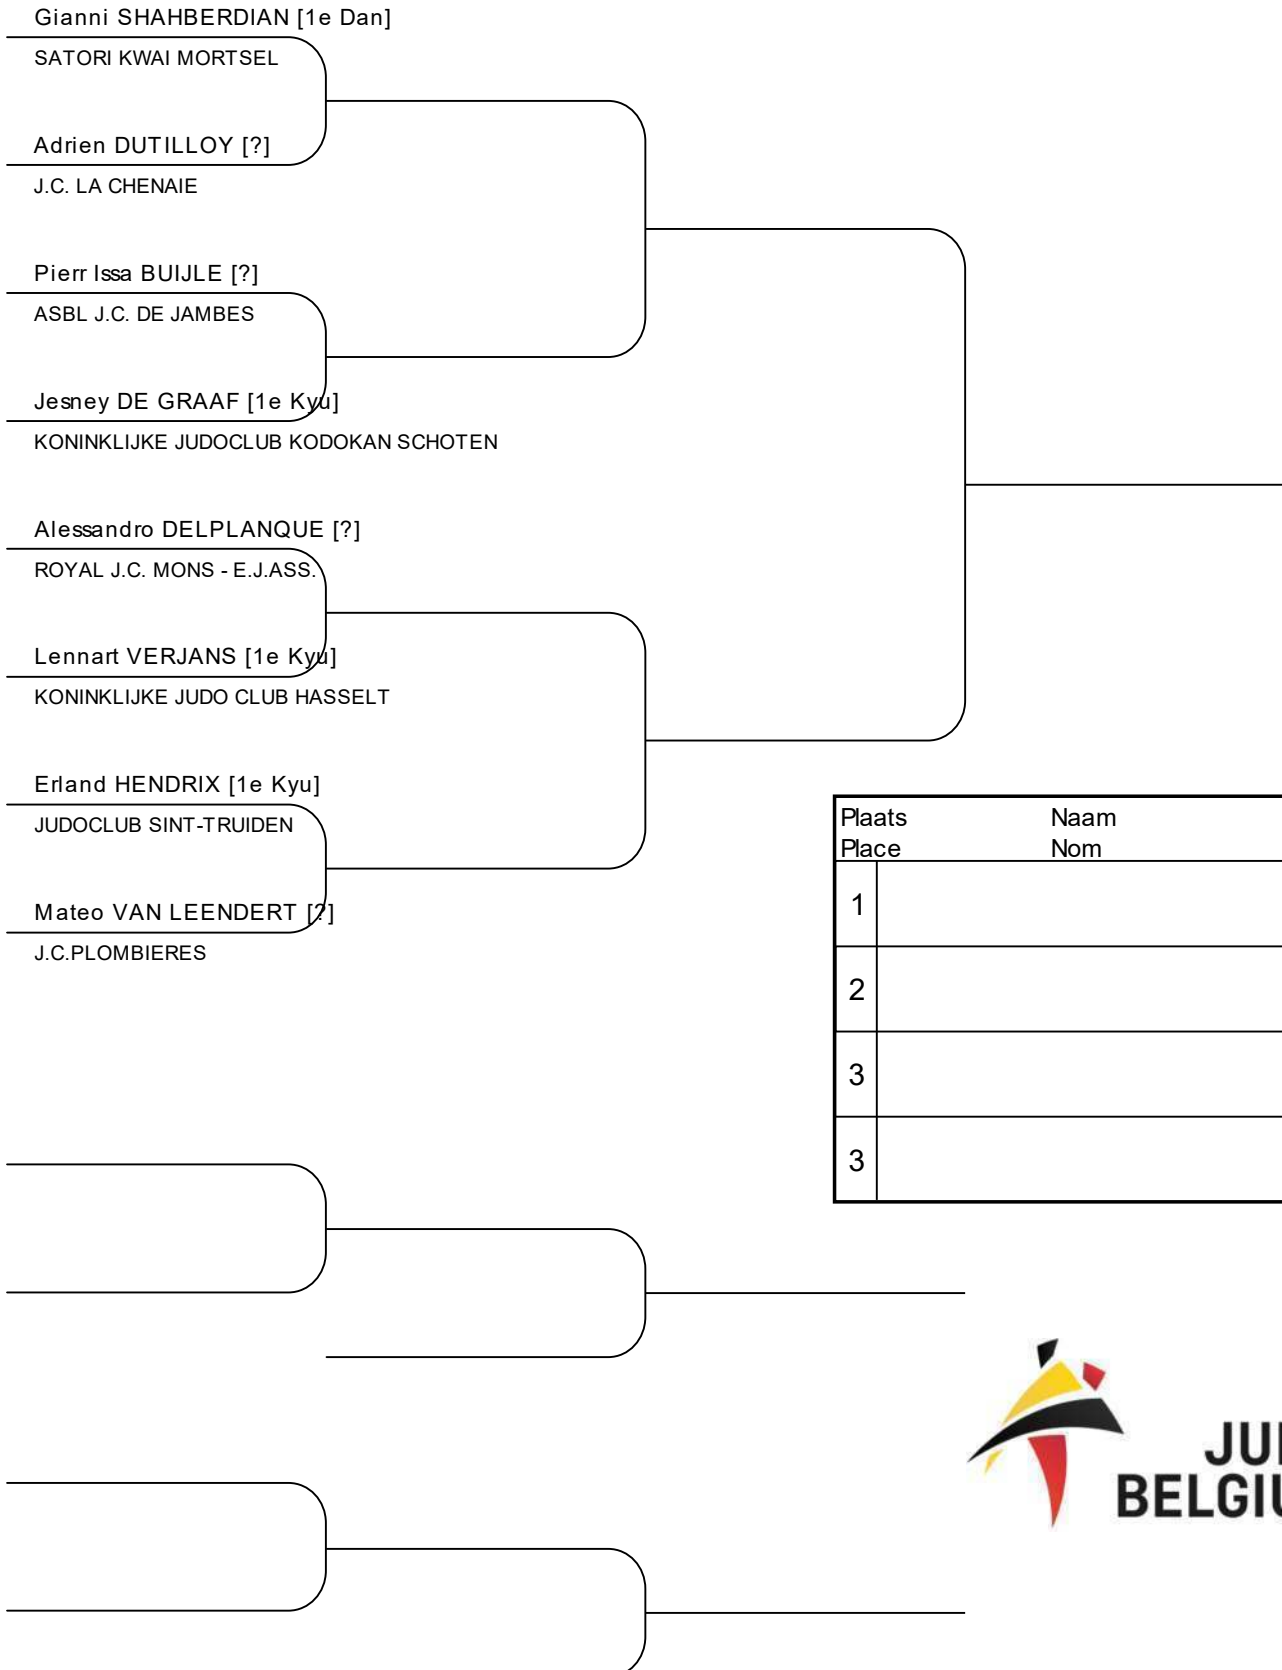 Gianni SHAHBERDIAN [1e Dan]
SATORI KWAI MORTSEL
Adrien DUTILLOY [?]
J.C. LA CHENAIE
Pierr Issa BUIJLE [?]
ASBL J.C. DE JAMBES
Jesney DE GRAAF [1e Kyu]
KONINKLIJKE JUDOCLUB KODOKAN SCHOTEN
Alessandro DELPLANQUE [?]
ROYAL J.C. MONS - E.J.ASS.
Lennart VERJANS [1e Kyu]
KONINKLIJKE JUDO CLUB HASSELT
Erland HENDRIX [1e Kyu]
JUDOCLUB SINT-TRUIDEN
Mateo VAN LEENDERT [?]
J.C.PLOMBIERES
Plaats Naam
Place Nom
1
2
3
3
JU
BELGIU